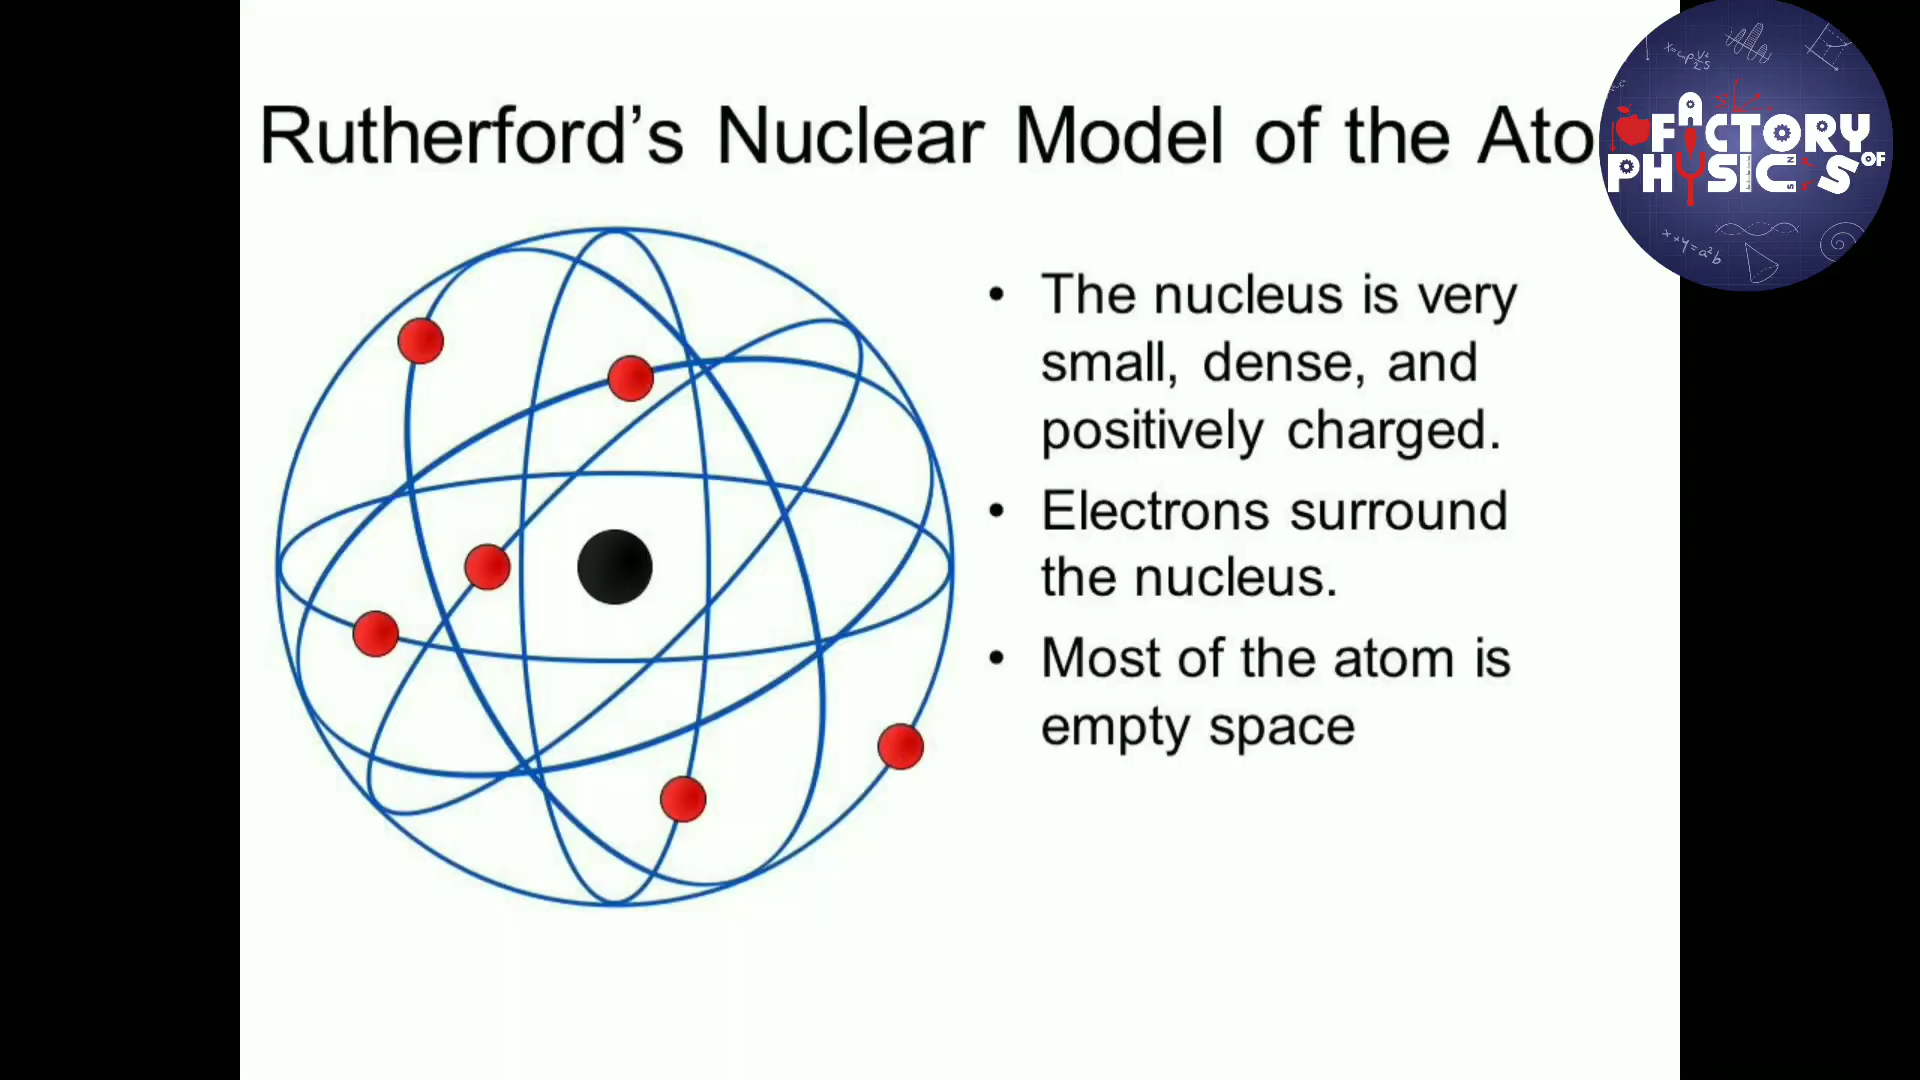 Rutherford's Nuclear Model of the Ato
FACTORY
PHYSICS OF
• The nucleus is very
small, dense, and
positively charged.
• Electrons surround
the nucleus.
• Most of the atom is
empty space
x+y=a²b